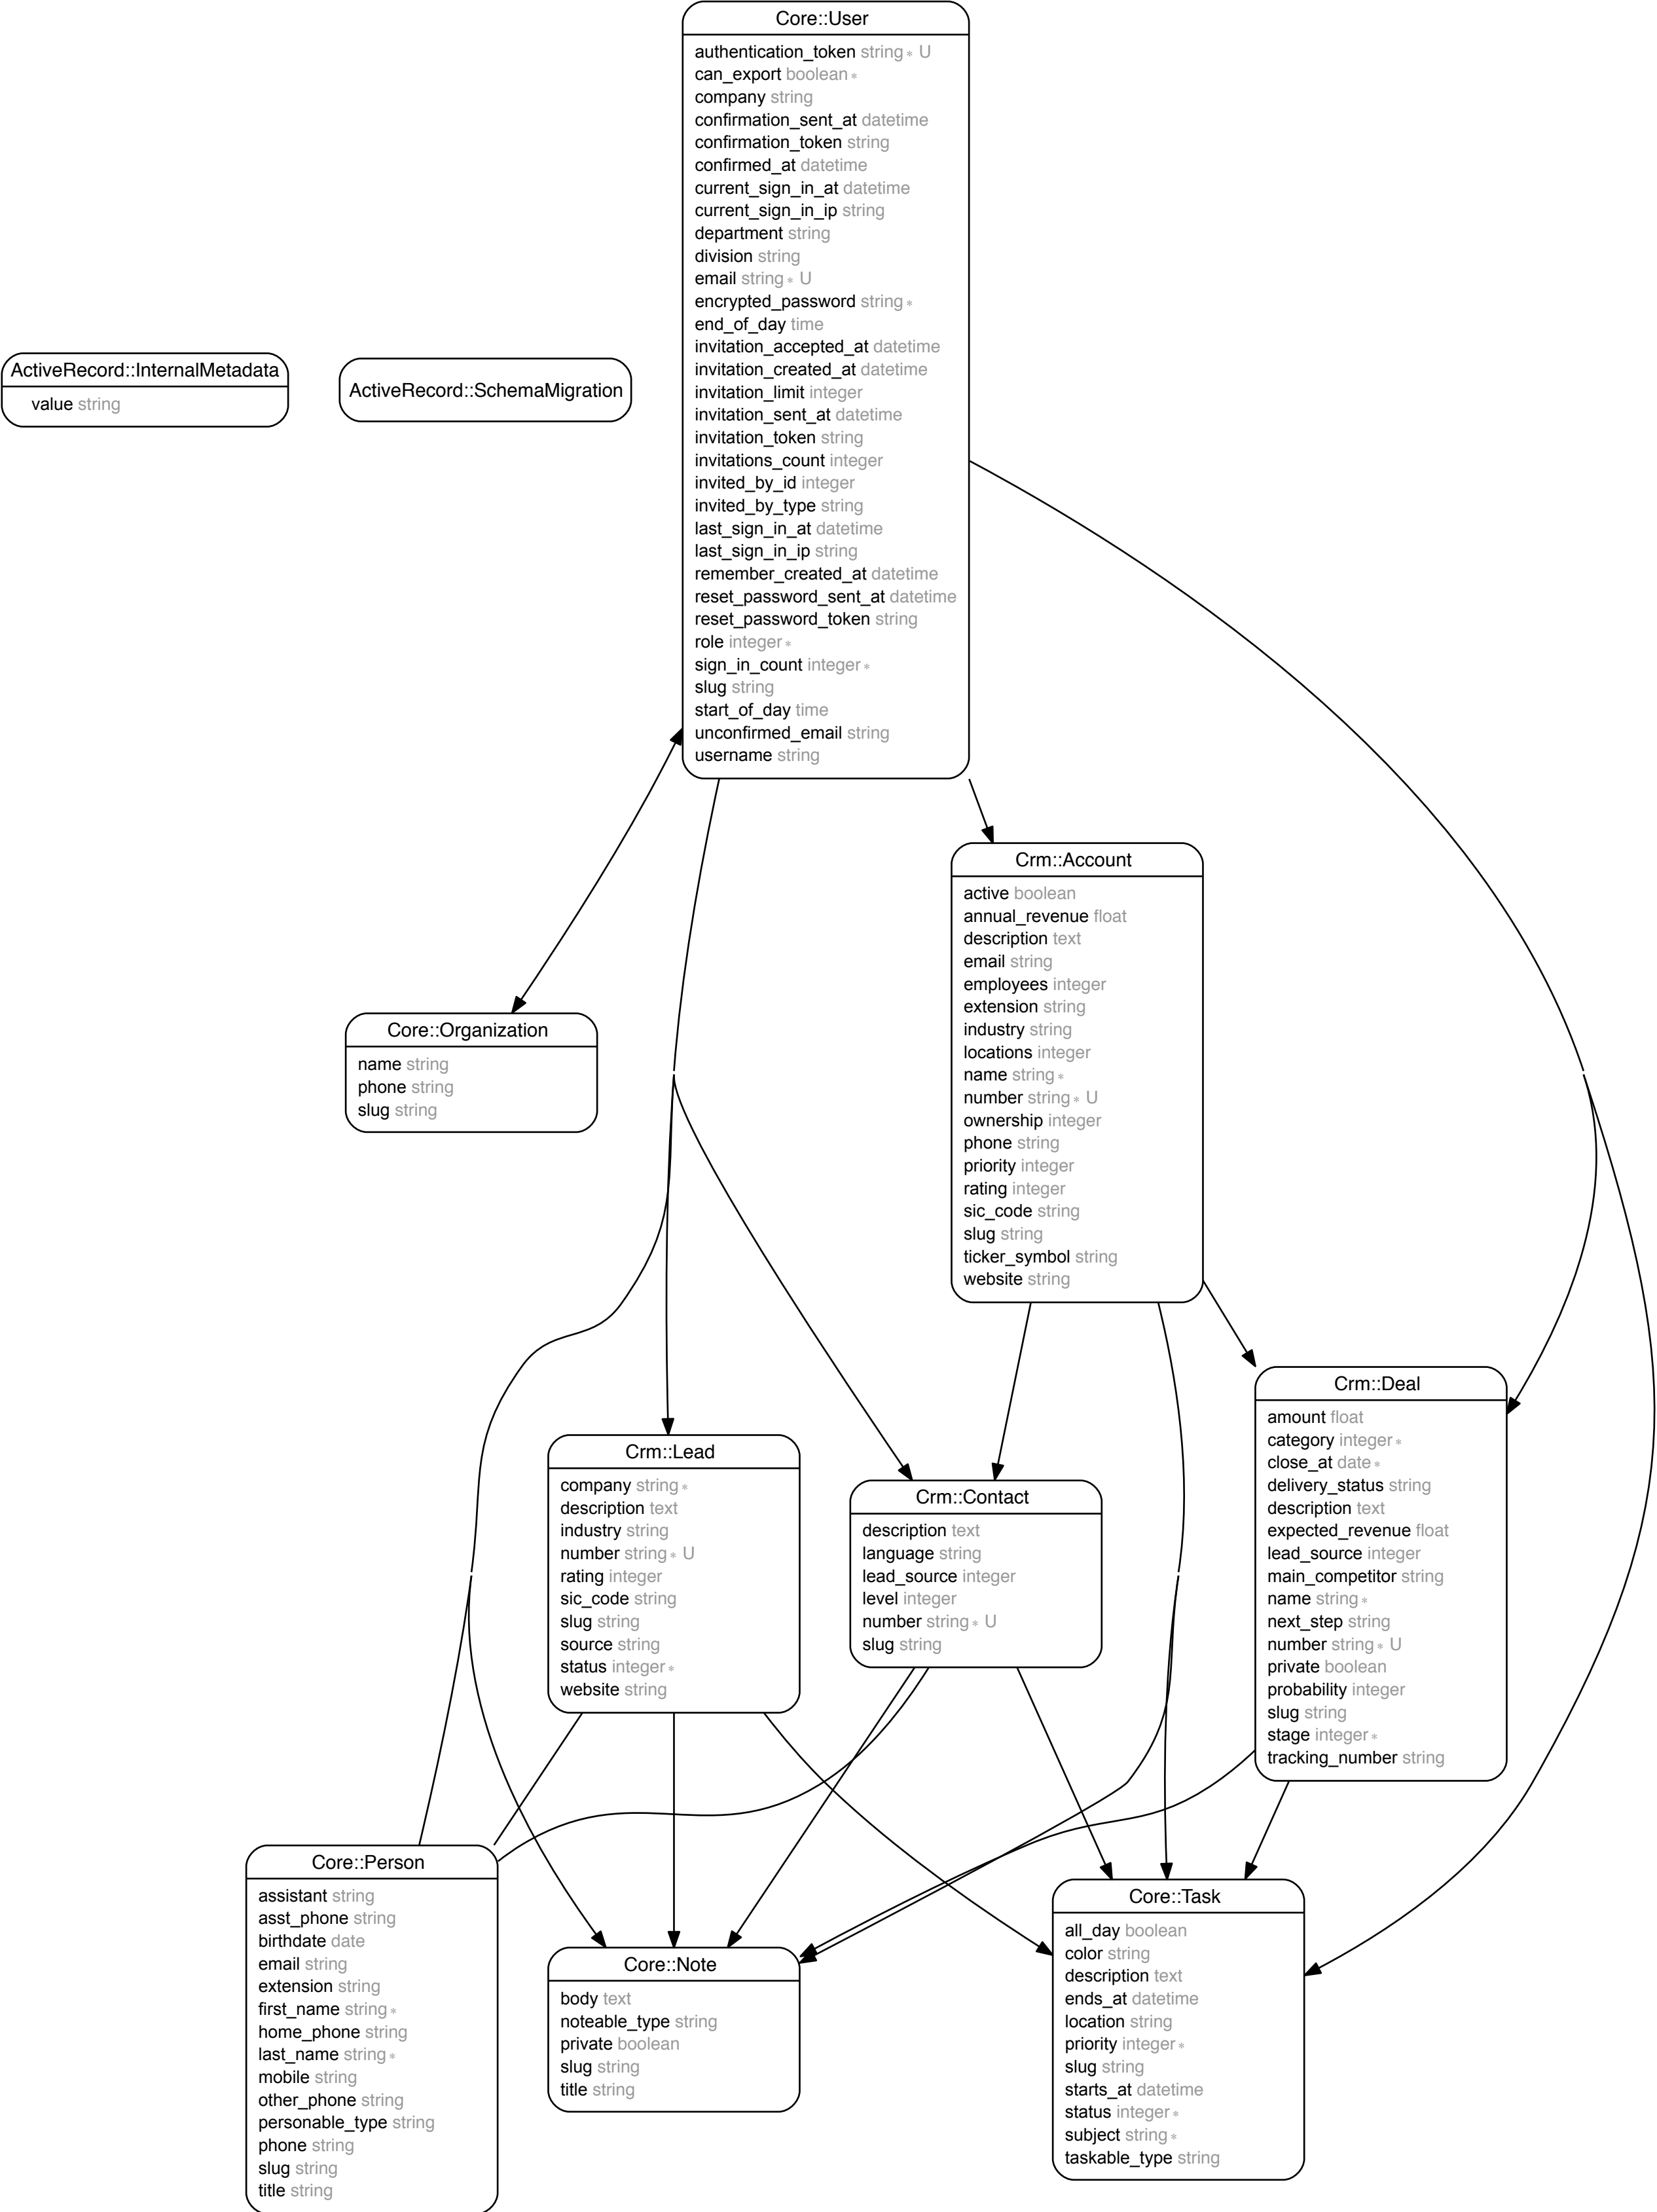 Core::User
authentication_token string * U
can_export boolean *
company string
confirmation_sent_at datetime
confirmation_token string
confirmed_at datetime
current_sign_in_at datetime
current_sign_in_ip string
department string
division string
email string * U
encrypted_password string *
end_of_day time
invitation_accepted_at datetime
invitation_created_at datetime
invitation_limit integer
invitation_sent_at datetime
invitation_token string
invitations_count integer
invited_by_id integer
invited_by_type string
last_sign_in_at datetime
last_sign_in_ip string
remember_created_at datetime
reset_password_sent_at datetime
reset_password_token string
role integer *
sign_in_count integer *
slug string
start_of_day time
unconfirmed_email string
username string
ActiveRecord::InternalMetadata
value string
ActiveRecord::SchemaMigration
Crm::Account
active boolean
annual_revenue float
description text
email string
employees integer
extension string
industry string
locations integer
name string *
number string * U
ownership integer
phone string
priority integer
rating integer
sic_code string
slug string
ticker_symbol string
website string
Core::Organization
name string
phone string
slug string
Crm::Deal
amount float
category integer *
close_at date *
delivery_status string
description text
expected_revenue float
lead_source integer
main_competitor string
name string *
next_step string
number string * U
private boolean
probability integer
slug string
stage integer *
tracking_number string
Crm::Lead
company string *
description text
industry string
number string * U
rating integer
sic_code string
slug string
source string
status integer *
website string
Crm::Contact
description text
language string
lead_source integer
level integer
number string * U
slug string
Core::Person
assistant string
asst_phone string
birthdate date
email string
extension string
first_name string *
home_phone string
last_name string *
mobile string
other_phone string
personable_type string
phone string
slug string
title string
Core::Note
body text
noteable_type string
private boolean
slug string
title string
Core::Task
all_day boolean
color string
description text
ends_at datetime
location string
priority integer *
slug string
starts_at datetime
status integer *
subject string *
taskable_type string